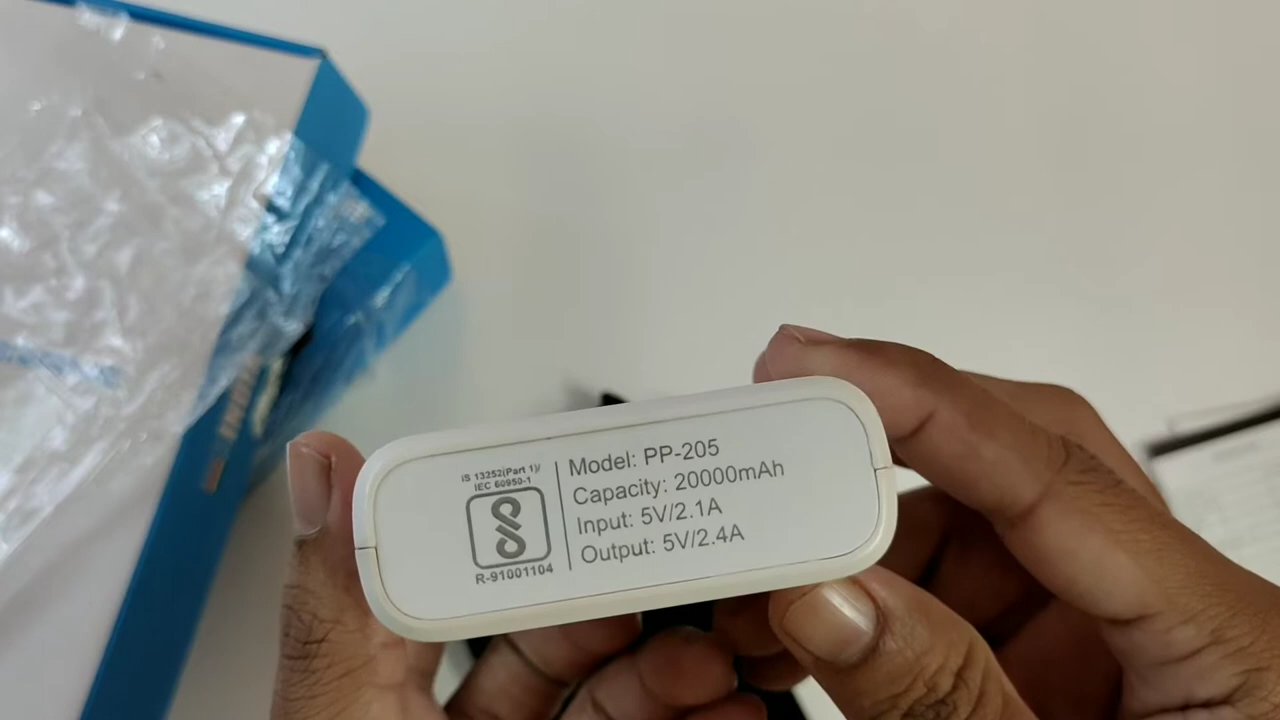 IS 13252(Part 1)/
IEC 60950-1
R-91001104
Model: PP-205
Capacity: 20000mAh
Input: 5V/2.1A
Output: 5V/2.4A